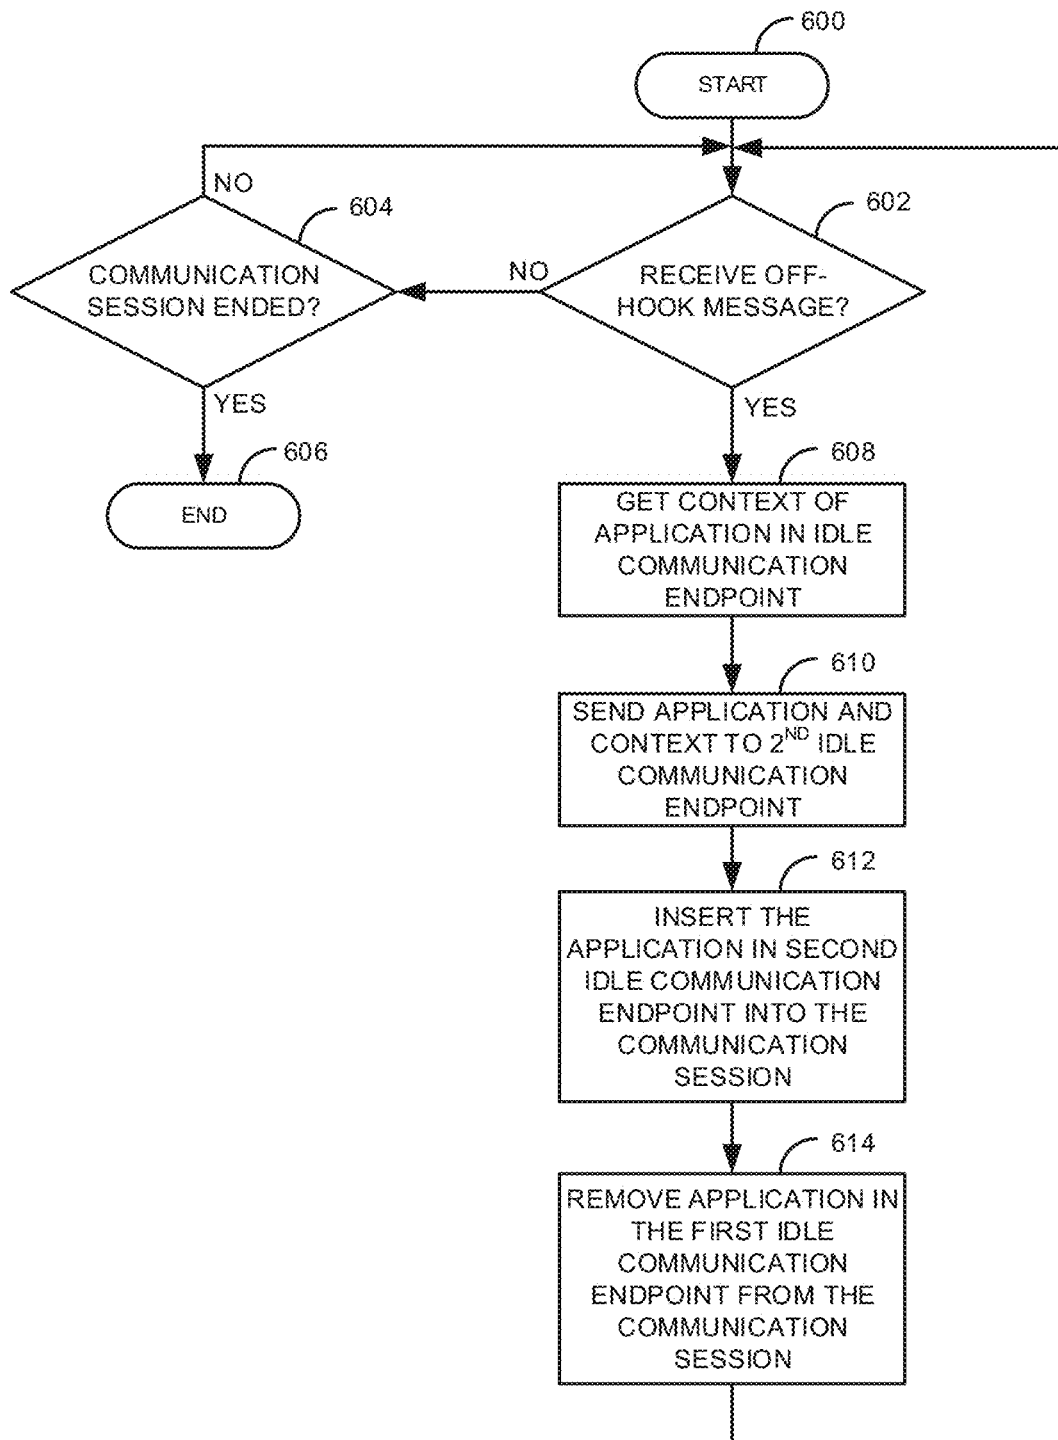 600
START
NO
604
602
COMMUNICATION
SESSION ENDED?
NO
RECEIVE OFF-
HOOK MESSAGE?
YES
YES
606
608
END
GET CONTEXT OF
APPLICATION IN IDLE
COMMUNICATION
ENDPOINT
610
SEND APPLICATION AND
CONTEXT TO 2ND IDLE
COMMUNICATION
ENDPOINT
612
INSERT THE
APPLICATION IN SECOND
IDLE COMMUNICATION
ENDPOINT INTO THE
COMMUNICATION
SESSION
614
REMOVE APPLICATION IN
THE FIRST IDLE
COMMUNICATION
ENDPOINT FROM THE
COMMUNICATION
SESSION